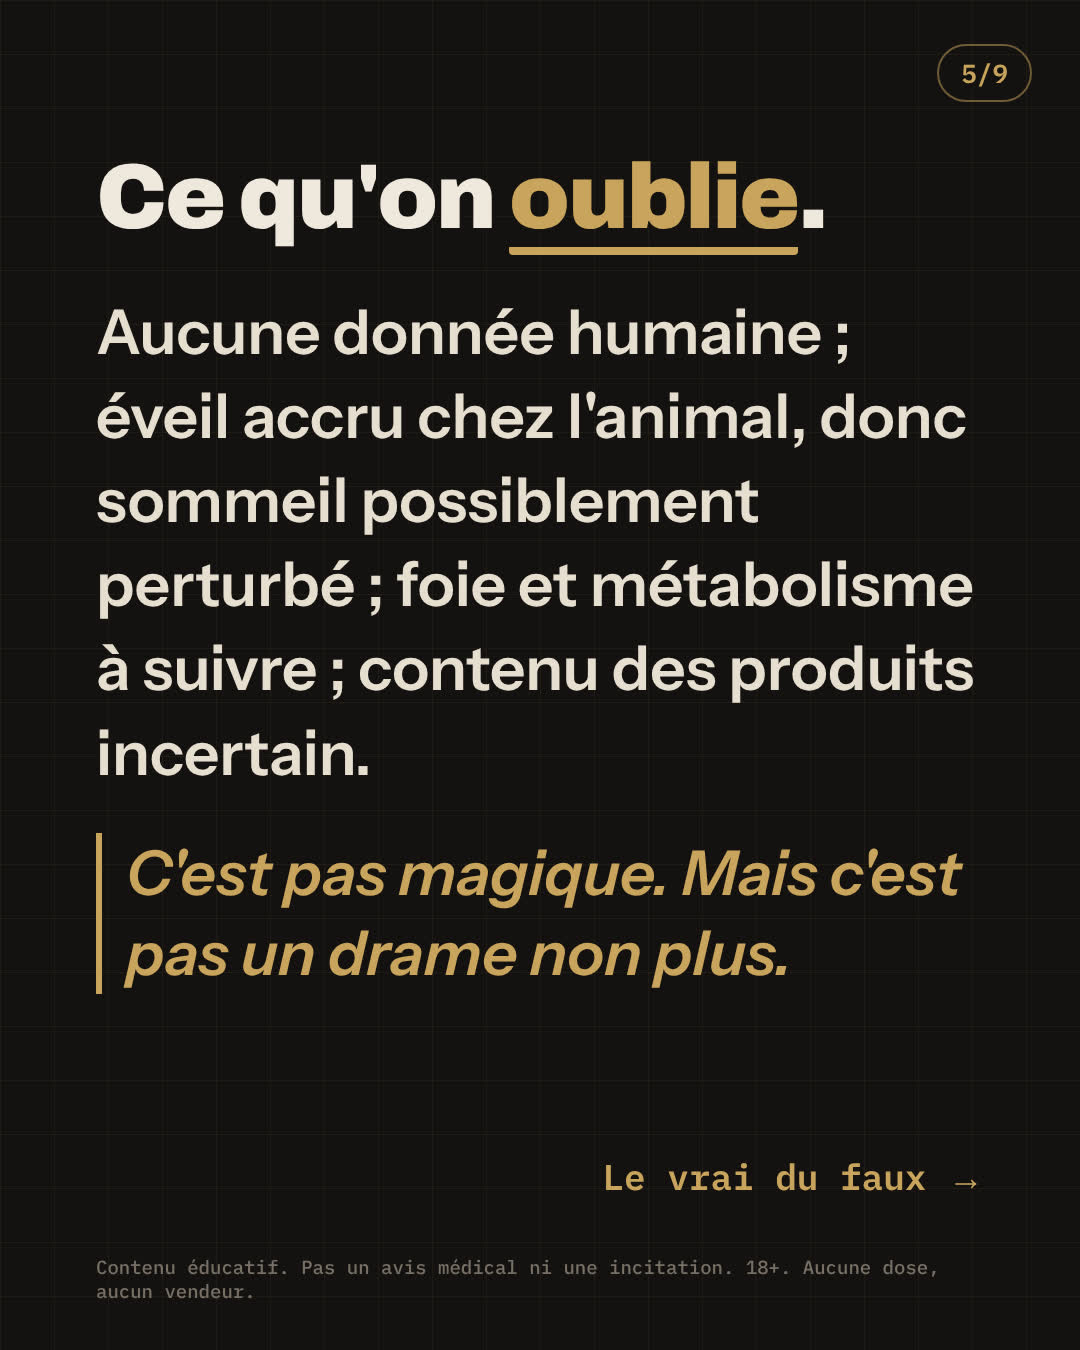 5/9
Ce qu'on oublie.
Aucune donnée humaine ;
éveil accru chez l'animal, donc
sommeil possiblement
perturbé ; foie et métabolisme
à suivre ; contenu des produits
incertain.
C'est pas magique. Mais c'est
pas un drame non plus.
Le vrai du faux →
Contenu éducatif. Pas un avis médical ni une incitation. 18+. Aucune dose,
aucun vendeur.